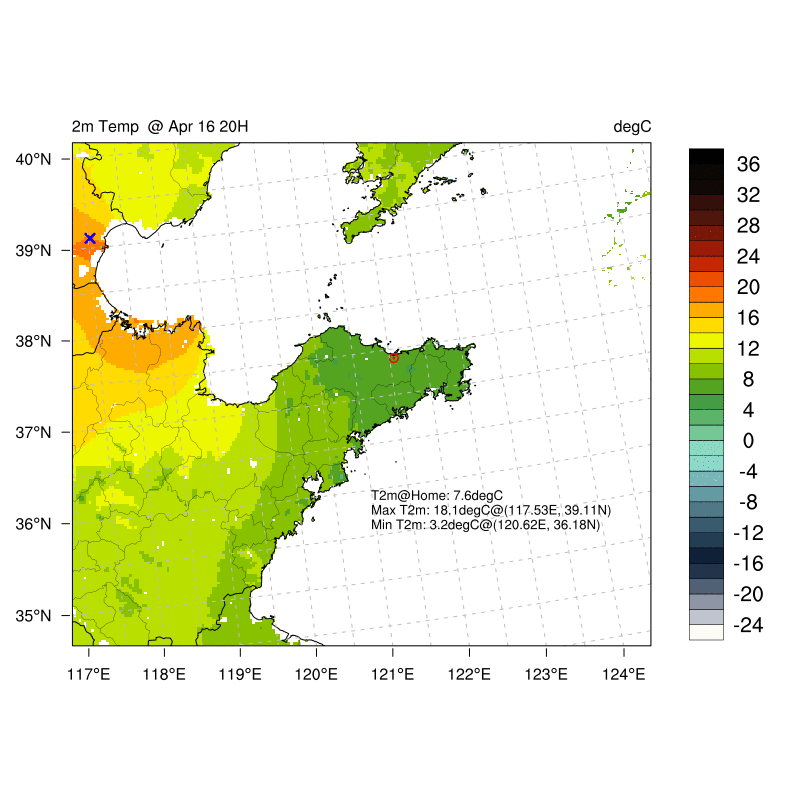 2m Temp @ Apr 16 20H
degC
40°N
39°N
38°N
37°N
36°N
35°N
117°E
118°E
119°E
120°E
121°E
122°E
123°E
124°E
T2m@Home: 7.6degC
Max T2m: 18.1degC@(117.53E, 39.11N)
Min T2m: 3.2degC@(120.62E, 36.18N)
36
32
28
24
20
16
12
8
4
0
-4
-8
-12
-16
-20
-24